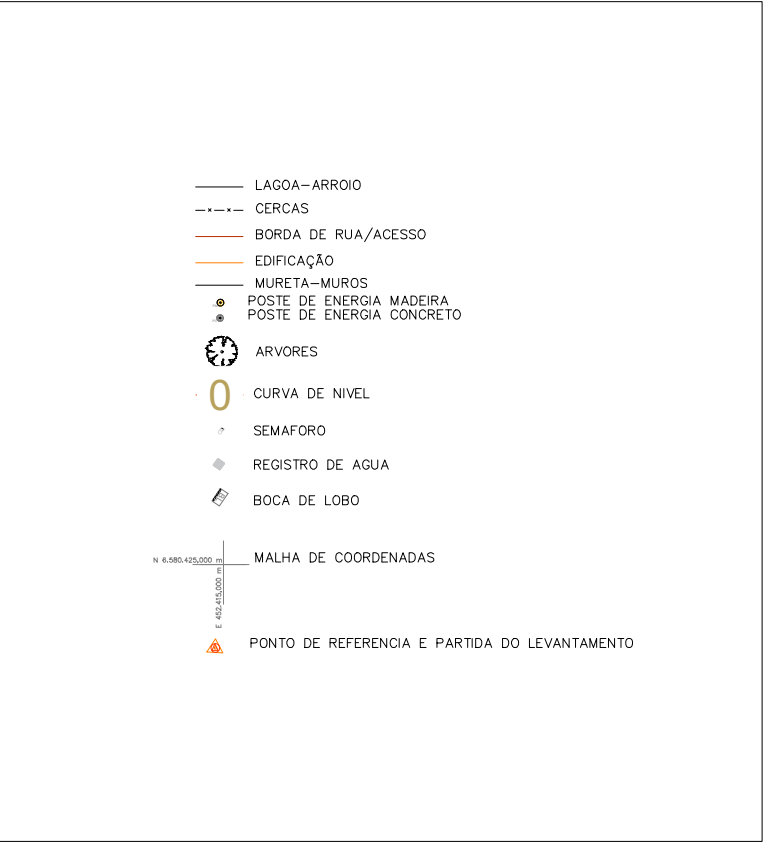 LAGOA-ARROIO
CERCAS
BORDA DE RUA/ACESSO
EDIFICAÇÃO
MURETA-MUROS
POSTE DE ENERGIA MADEIRA
POSTE DE ENERGIA CONCRETO
ARVORES
0 CURVA DE NIVEL
SEMAFORO
REGISTRO DE AGUA
BOCA DE LOBO
N 6.580.425,000 m MALHA DE COORDENADAS
E 452.415,000 m
PONTO DE REFERENCIA E PARTIDA DO LEVANTAMENTO